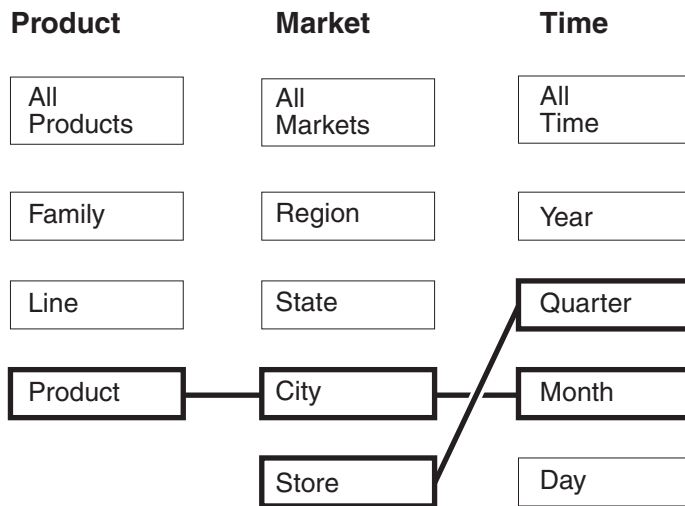 Product Market Time
All
Products
All
Markets
All
Time
Family Region Year
Line State Quarter
Product City Month
Store Day